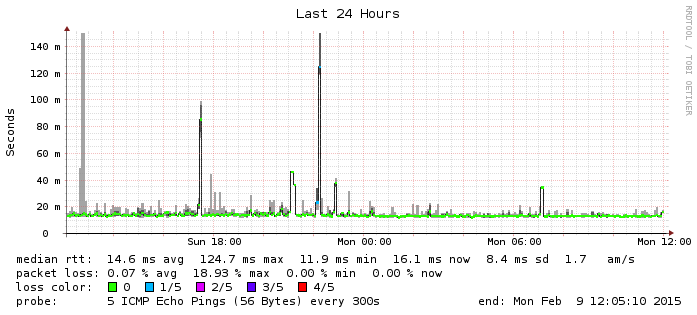 Last 24 Hours
RRDTOOL / TOBI OETIKER
Seconds
140 m
120 m
100 m
80 m
60 m
40 m
20 m
0
Sun 18:00 Mon 00:00 Mon 06:00 Mon 12:00
median rtt: 14.6 ms avg 124.7 ms max 11.9 ms min 16.1 ms now 8.4 ms sd 1.7 am/s
packet loss: 0.07 % avg 18.93 % max 0.00 % min 0.00 % now
loss color: 0 1/5 2/5 3/5 4/5
probe: 5 ICMP Echo Pings (56 Bytes) every 300s end: Mon Feb 9 12:05:10 2015